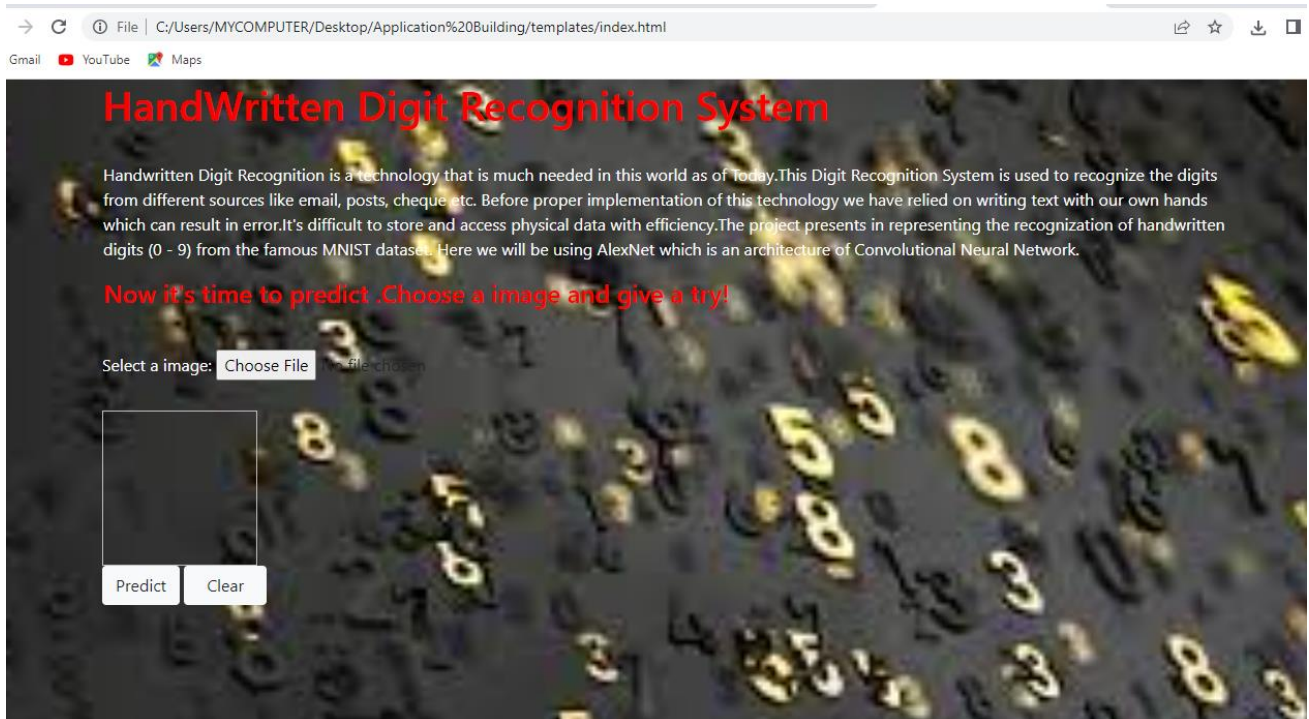 File | C:/Users/MYCOMPUTER/Desktop/Application%20Building/templates/index.html
Gmail YouTube Maps
HandWritten Digit Recognition System
Handwritten Digit Recognition is a technology that is much needed in this world as of Today.This Digit Recognition System is used to recognize the digits
from different sources like email, posts, cheque etc. Before proper implementation of this technology we have relied on writing text with our own hands
which can result in error.It's difficult to store and access physical data with efficiency.The project presents in representing the recognization of handwritten
digits (0 - 9) from the famous MNIST dataset. Here we will be using AlexNet which is an architecture of Convolutional Neural Network.
Now it's time to predict .Choose a image and give a try!
Select a image: Choose File No file chosen
Predict Clear